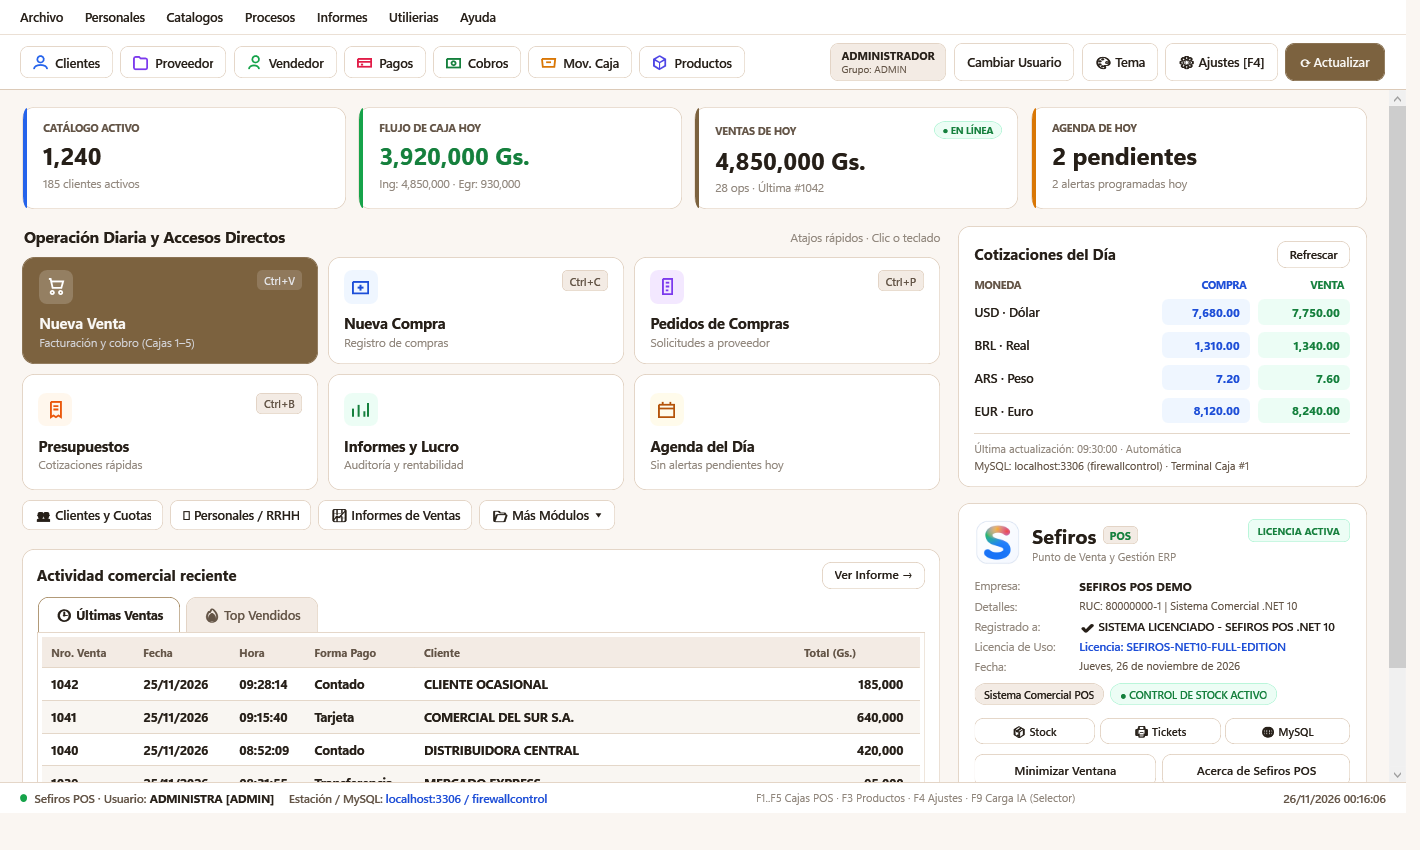 Archivo Personales Catalogos Procesos Informes Utilierias Ayuda
Clientes Proveedor Vendedor Pagos Cobros Mov. Caja Productos
ADMINISTRADOR
Grupo: ADMIN
Cambiar Usuario Tema Ajustes [F4] ⟳ Actualizar
CATÁLOGO ACTIVO
1,240
185 clientes activos
FLUJO DE CAJA HOY
3,920,000 Gs.
Ing: 4,850,000 · Egr: 930,000
VENTAS DE HOY ● EN LÍNEA
4,850,000 Gs.
28 ops · Última #1042
AGENDA DE HOY
2 pendientes
2 alertas programadas hoy
Operación Diaria y Accesos Directos Atajos rápidos · Clic o teclado
Ctrl+V
Nueva Venta
Facturación y cobro (Cajas 1–5)
Ctrl+C
Nueva Compra
Registro de compras
Ctrl+P
Pedidos de Compras
Solicitudes a proveedor
Ctrl+B
Presupuestos
Cotizaciones rápidas
Informes y Lucro
Auditoría y rentabilidad
Agenda del Día
Sin alertas pendientes hoy
Clientes y Cuotas Personales / RRHH Informes de Ventas Más Módulos ▾
Actividad comercial reciente Ver Informe →
Últimas Ventas Top Vendidos
Nro. Venta Fecha Hora Forma Pago Cliente Total (Gs.)
1042 25/11/2026 09:28:14 Contado CLIENTE OCASIONAL 185,000
1041 25/11/2026 09:15:40 Tarjeta COMERCIAL DEL SUR S.A. 640,000
1040 25/11/2026 08:52:09 Contado DISTRIBUIDORA CENTRAL 420,000
Cotizaciones del Día Refrescar
MONEDA COMPRA VENTA
USD · Dólar 7,680.00 7,750.00
BRL · Real 1,310.00 1,340.00
ARS · Peso 7.20 7.60
EUR · Euro 8,120.00 8,240.00
Última actualización: 09:30:00 · Automática
MySQL: localhost:3306 (firewallcontrol) · Terminal Caja #1
Sefiros POS LICENCIA ACTIVA
Punto de Venta y Gestión ERP
Empresa: SEFIROS POS DEMO
Detalles: RUC: 80000000-1 | Sistema Comercial .NET 10
Registrado a: ✔ SISTEMA LICENCIADO - SEFIROS POS .NET 10
Licencia de Uso: Licencia: SEFIROS-NET10-FULL-EDITION
Fecha: Jueves, 26 de noviembre de 2026
Sistema Comercial POS ● CONTROL DE STOCK ACTIVO
Stock Tickets MySQL
Minimizar Ventana Acerca de Sefiros POS
Sefiros POS · Usuario: ADMINISTRA [ADMIN] Estación / MySQL: localhost:3306 / firewallcontrol F1..F5 Cajas POS · F3 Productos · F4 Ajustes · F9 Carga IA (Selector) 26/11/2026 00:16:06